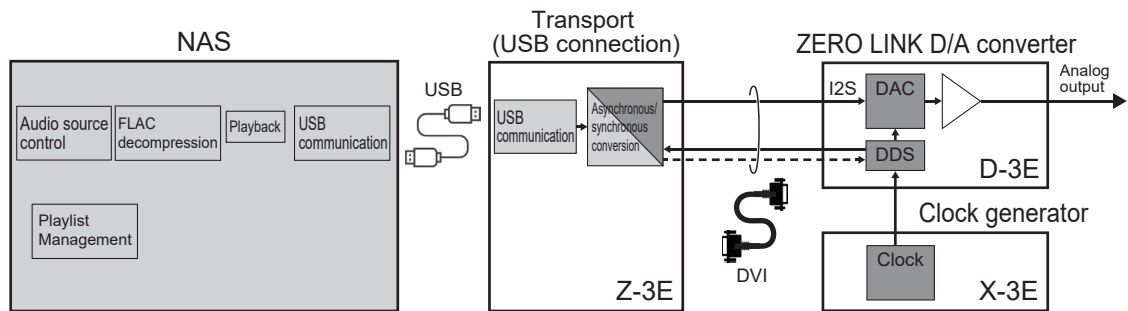 NAS
Audio source
control
FLAC
decompression
Playback
USB
communication
Playlist
Management
USB
Transport
(USB connection)
USB
communication
Asynchronous/
synchronous
conversion
Z-3E
DVI
ZERO LINK D/A converter
I2S
DAC
DDS
D-3E
Analog
output
Clock generator
Clock
X-3E